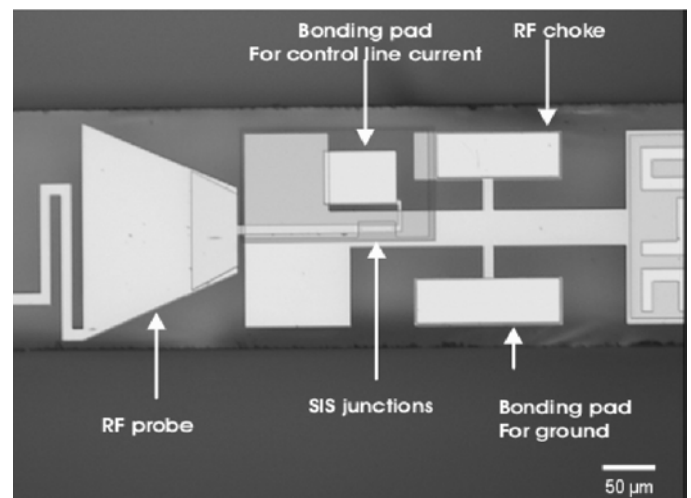 Bonding pad
For control line current
RF choke
RF probe
SIS junctions
Bonding pad
For ground
50 µm